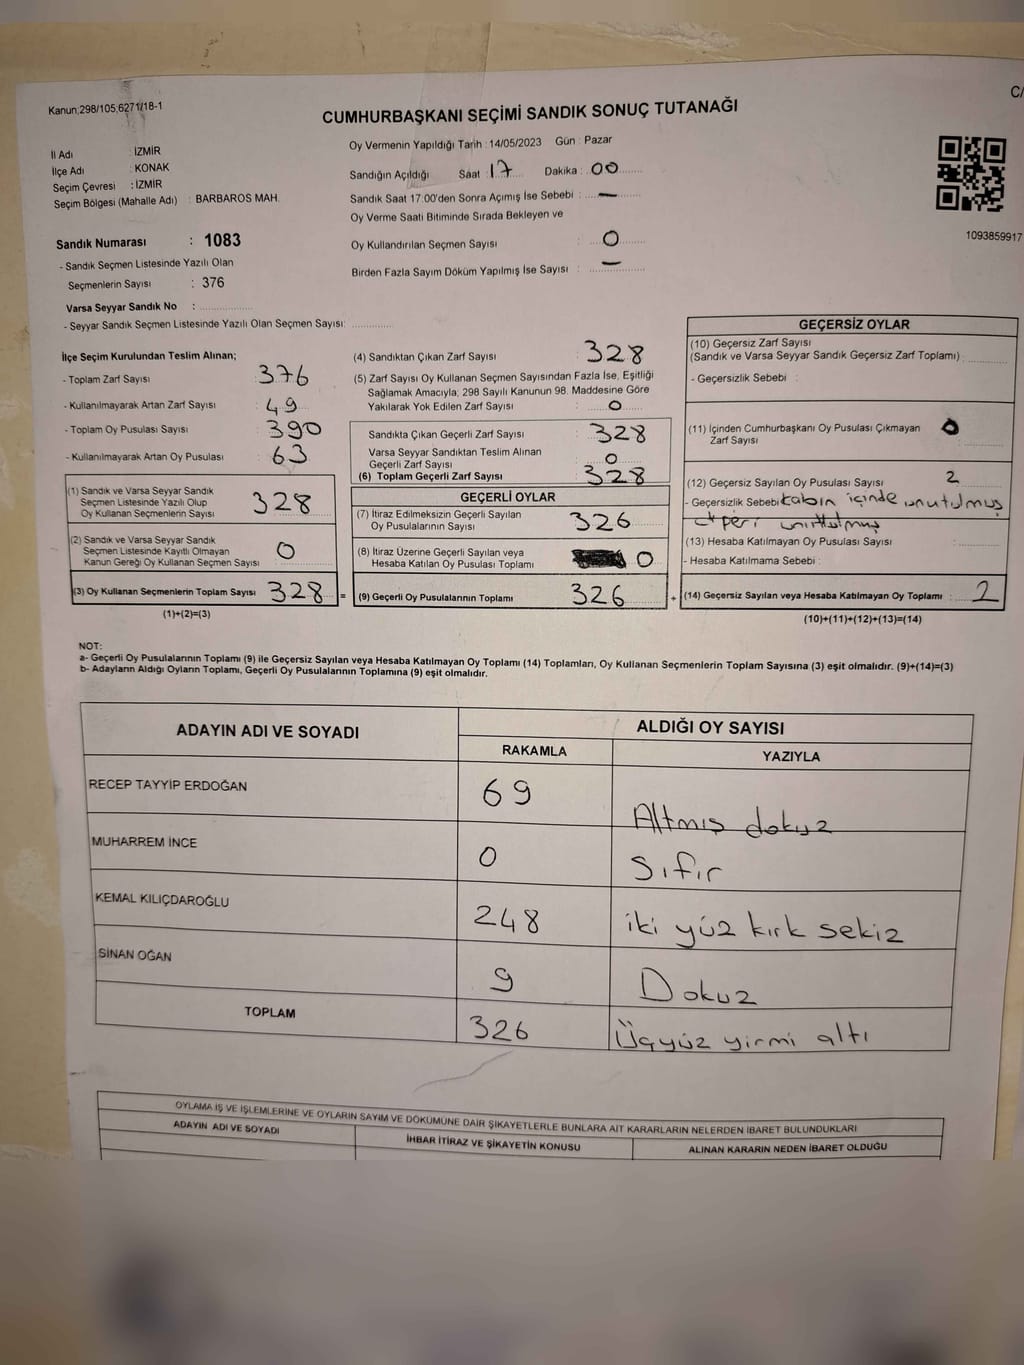 Kanun;298/105,6271/18-1
C/
CUMHURBAŞKANI SEÇİMİ SANDIK SONUÇ TUTANAĞI
İl Adı : İZMİR
İlçe Adı : KONAK
Seçim Çevresi : İZMİR
Seçim Bölgesi (Mahalle Adı) : BARBAROS MAH.
Oy Vermenin Yapıldığı Tarih : 14/05/2023 Gün : Pazar
Sandığın Açıldığı Saat : 17 Dakika : 00
Sandık Saat 17:00'den Sonra Açımış İse Sebebi : —
Oy Verme Saati Bitiminde Sırada Bekleyen ve
Oy Kullandırılan Seçmen Sayısı : 0
Birden Fazla Sayım Döküm Yapılmış İse Sayısı : —
1093859917
Sandık Numarası : 1083
- Sandık Seçmen Listesinde Yazılı Olan
Seçmenlerin Sayısı : 376
Varsa Seyyar Sandık No :
- Seyyar Sandık Seçmen Listesinde Yazılı Olan Seçmen Sayısı:
İlçe Seçim Kurulundan Teslim Alınan;
- Toplam Zarf Sayısı : 376
- Kullanılmayarak Artan Zarf Sayısı : 49
- Toplam Oy Pusulası Sayısı : 390
- Kullanılmayarak Artan Oy Pusulası : 63
(1) Sandık ve Varsa Seyyar Sandık
Seçmen Listesinde Yazılı Olup
Oy Kullanan Seçmenlerin Sayısı : 328
(2) Sandık ve Varsa Seyyar Sandık
Seçmen Listesinde Kayıtlı Olmayan
Kanun Gereği Oy Kullanan Seçmen Sayısı : 0
(3) Oy Kullanan Seçmenlerin Toplam Sayısı : 328 =
(1)+(2)=(3)
(4) Sandıktan Çıkan Zarf Sayısı : 328
(5) Zarf Sayısı Oy Kullanan Seçmen Sayısından Fazla İse, Eşitliği
Sağlamak Amacıyla; 298 Sayılı Kanunun 98. Maddesine Göre
Yakılarak Yok Edilen Zarf Sayısı : 0
Sandıkta Çıkan Geçerli Zarf Sayısı : 328
Varsa Seyyar Sandıktan Teslim Alınan
Geçerli Zarf Sayısı : 0
(6) Toplam Geçerli Zarf Sayısı : 328
GEÇERLİ OYLAR
(7) İtiraz Edilmeksizin Geçerli Sayılan
Oy Pusulalarının Sayısı : 326
(8) İtiraz Üzerine Geçerli Sayılan veya
Hesaba Katılan Oy Pusulası Toplamı : 0
(9) Geçerli Oy Pusulalarının Toplamı : 326 +
GEÇERSİZ OYLAR
(10) Geçersiz Zarf Sayısı
(Sandık ve Varsa Seyyar Sandık Geçersiz Zarf Toplamı) :
- Geçersizlik Sebebi :
(11) İçinden Cumhurbaşkanı Oy Pusulası Çıkmayan
Zarf Sayısı : 0
(12) Geçersiz Sayılan Oy Pusulası Sayısı : 2
- Geçersizlik Sebebi kabin içinde unutulmuş
(13) Hesaba Katılmayan Oy Pusulası Sayısı :
- Hesaba Katılmama Sebebi :
(14) Geçersiz Sayılan veya Hesaba Katılmayan Oy Toplamı : 2
(10)+(11)+(12)+(13)=(14)
NOT:
a- Geçerli Oy Pusulalarının Toplamı (9) ile Geçersiz Sayılan veya Hesaba Katılmayan Oy Toplamı (14) Toplamları, Oy Kullanan Seçmenlerin Toplam Sayısına (3) eşit olmalıdır. (9)+(14)=(3)
b- Adayların Aldığı Oyların Toplamı, Geçerli Oy Pusulalarının Toplamına (9) eşit olmalıdır.
ADAYIN ADI VE SOYADI ALDIĞI OY SAYISI
RAKAMLA YAZIYLA
RECEP TAYYİP ERDOĞAN 69 Altmış dokuz
MUHARREM İNCE 0 Sıfır
KEMAL KILIÇDAROĞLU 248 iki yüz kırk sekiz
SİNAN OĞAN 9 Dokuz
TOPLAM 326 Üçyüz yirmi altı
OYLAMA İŞ VE İŞLEMLERİNE VE OYLARIN SAYIM VE DÖKÜMÜNE DAİR ŞİKAYETLERLE BUNLARA AİT KARARLARIN NELERDEN İBARET BULUNDUKLARI
ADAYIN ADI VE SOYADI İHBAR İTİRAZ VE ŞİKAYETİN KONUSU ALINAN KARARIN NEDEN İBARET OLDUĞU